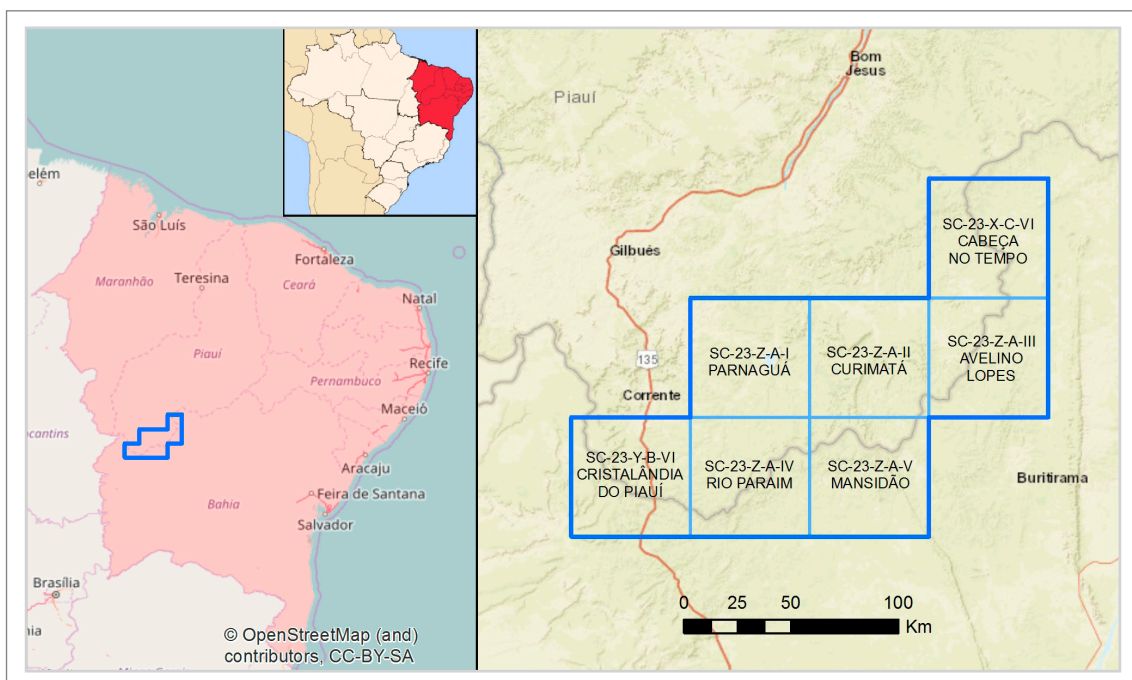 elém
São Luís
Fortaleza
Maranhão
Teresina
Ceará
Natal
Piauí
Recife
Pernambuco
Maceió
ocantins
Aracaju
Feira de Santana
Bahia
Salvador
Brasília
nia
© OpenStreetMap (and)
contributors, CC-BY-SA
Bom
Jesus
Piauí
Gilbués
135
Corrente
Buritirama
SC-23-X-C-VI
CABEÇA
NO TEMPO
SC-23-Z-A-I
PARNAGUÁ
SC-23-Z-A-II
CURIMATÁ
SC-23-Z-A-III
AVELINO
LOPES
SC-23-Y-B-VI
CRISTALÂNDIA
DO PIAUÍ
SC-23-Z-A-IV
RIO PARAIM
SC-23-Z-A-V
MANSIDÃO
0 25 50 100
Km